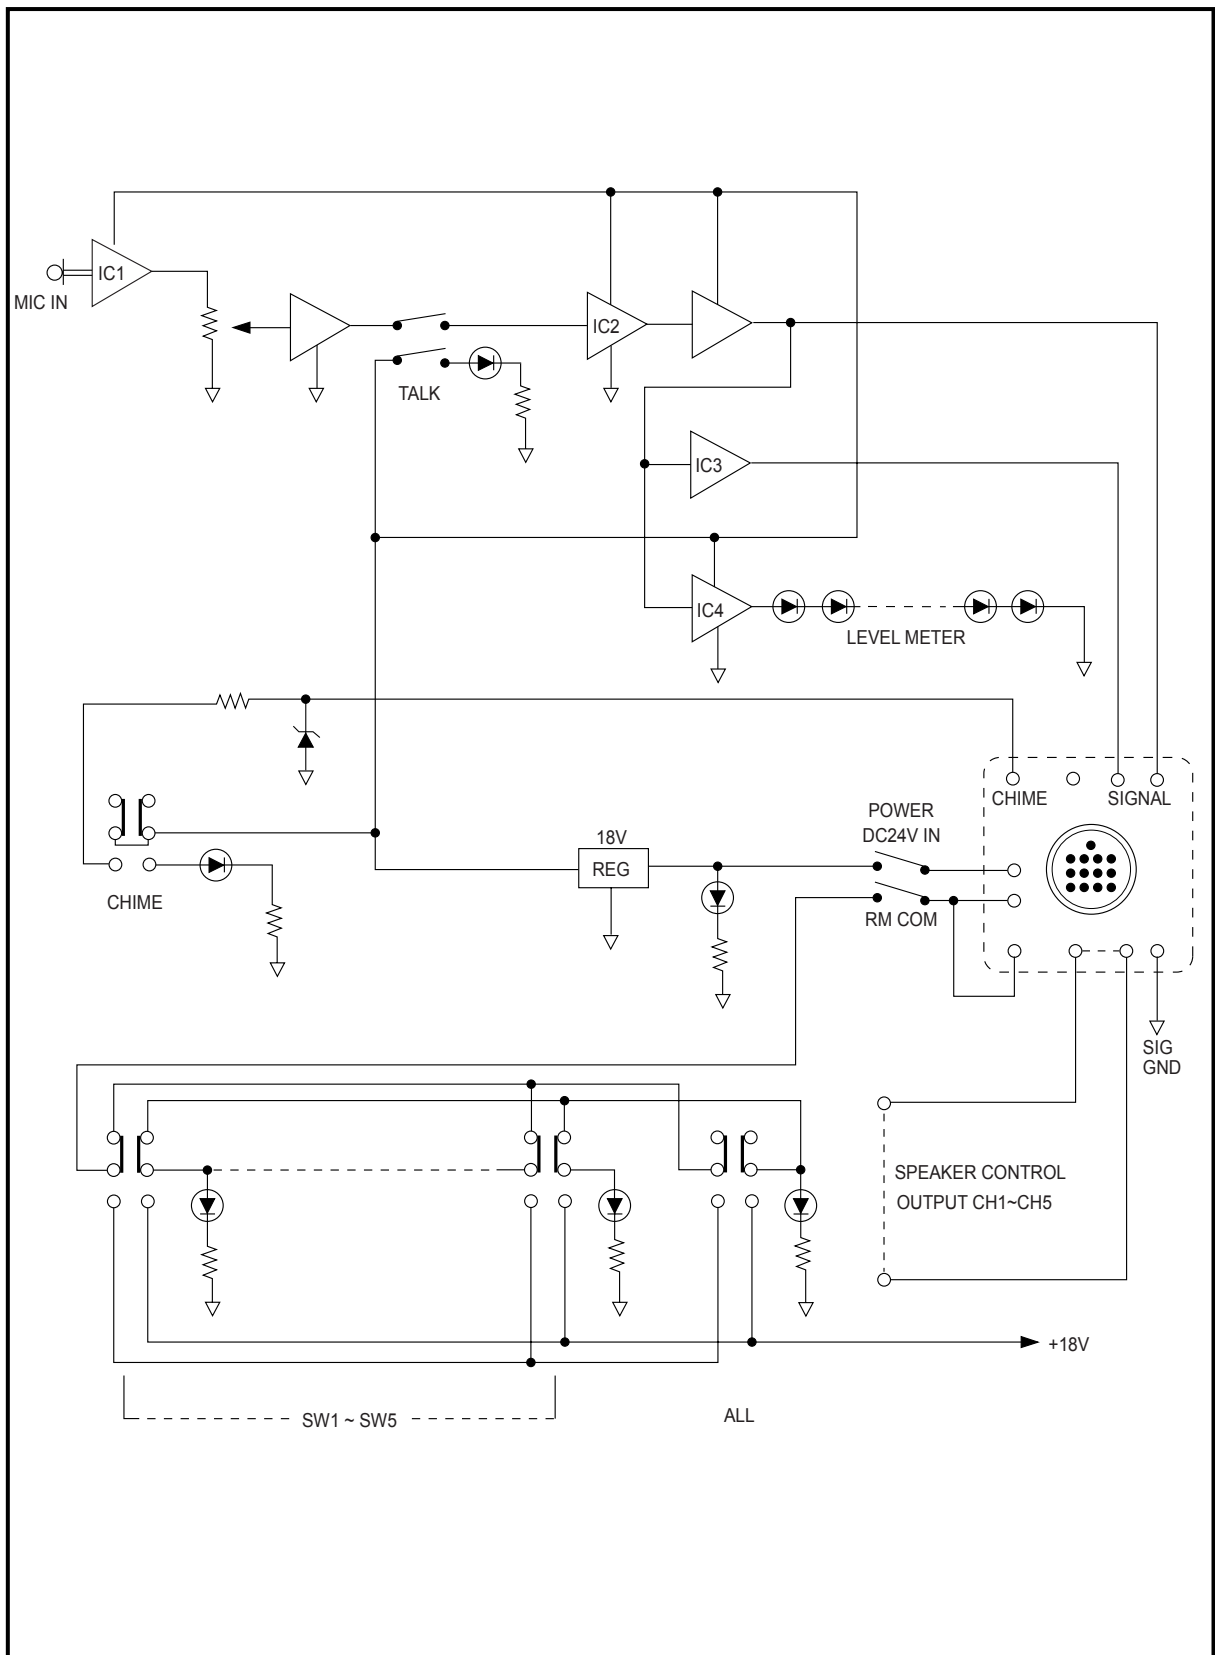 IC1
MIC IN
IC2
TALK
IC3
IC4
LEVEL METER
CHIME
SIGNAL
POWER
DC24V IN
18V
REG
RM COM
CHIME
SIG
GND
SPEAKER CONTROL
OUTPUT CH1~CH5
+18V
SW1 ~ SW5
ALL